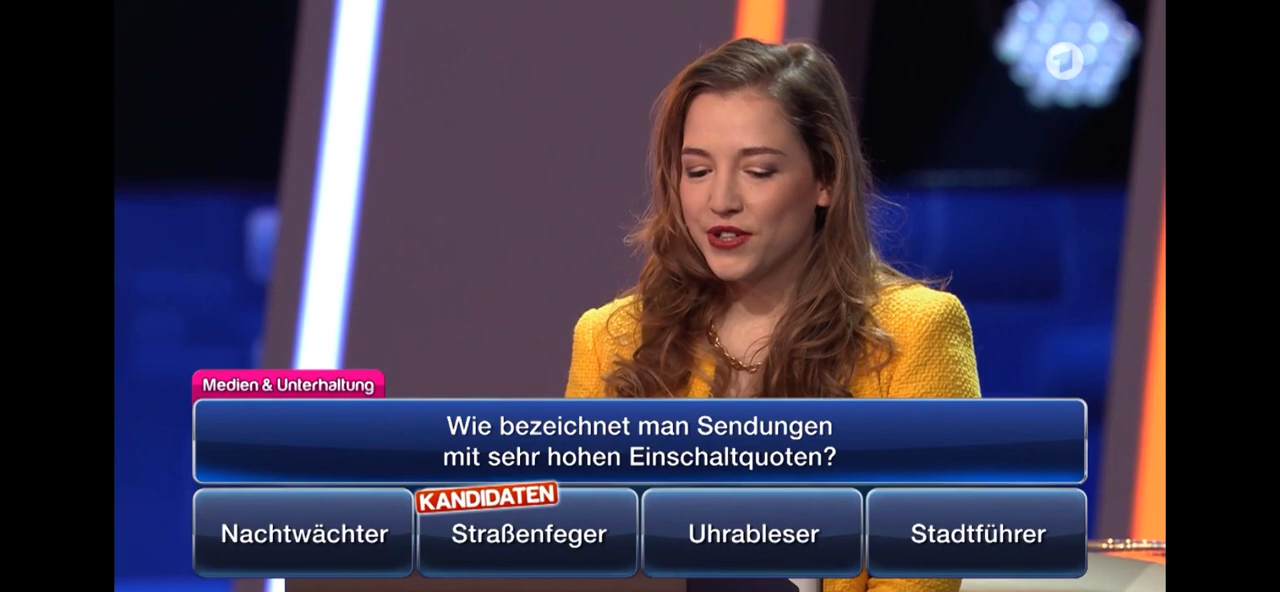 Medien & Unterhaltung
Wie bezeichnet man Sendungen
mit sehr hohen Einschaltquoten?
KANDIDATEN
Nachtwächter
Straßenfeger
Uhrableser
Stadtführer